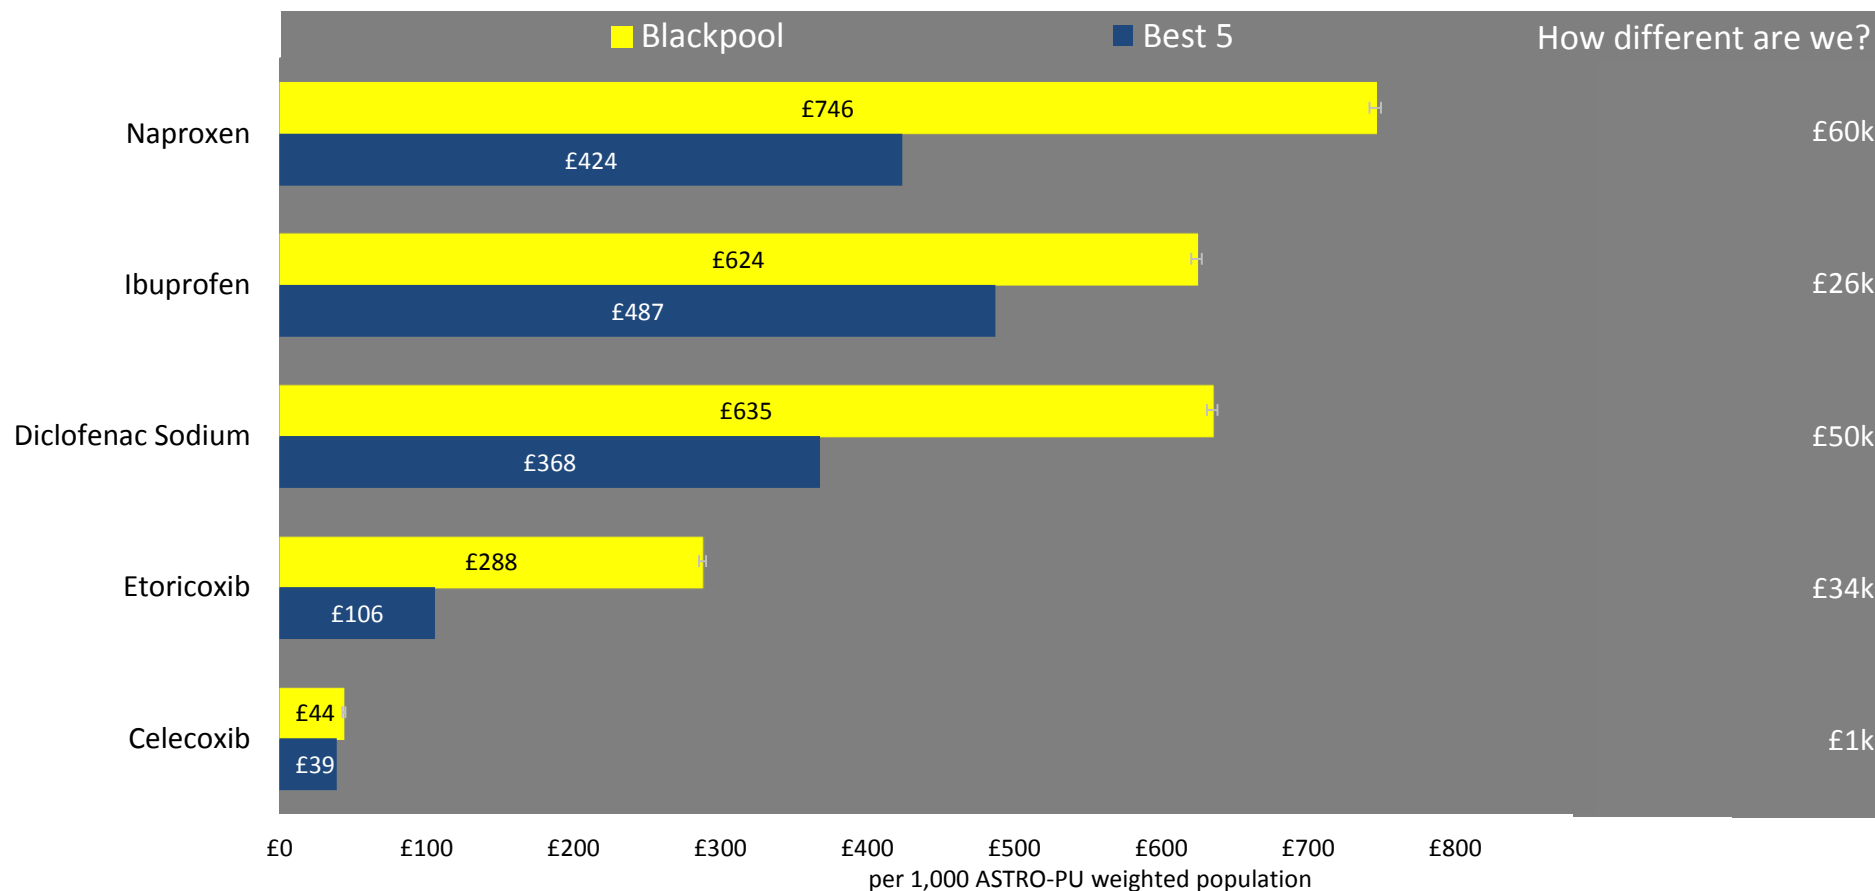 Blackpool Best 5 How different are we?
Naproxen £746 £424 £60k
Ibuprofen £624 £487 £26k
Diclofenac Sodium £635 £368 £50k
Etoricoxib £288 £106 £34k
Celecoxib £44 £39 £1k
£0 £100 £200 £300 £400 £500 £600 £700 £800
per 1,000 ASTRO-PU weighted population